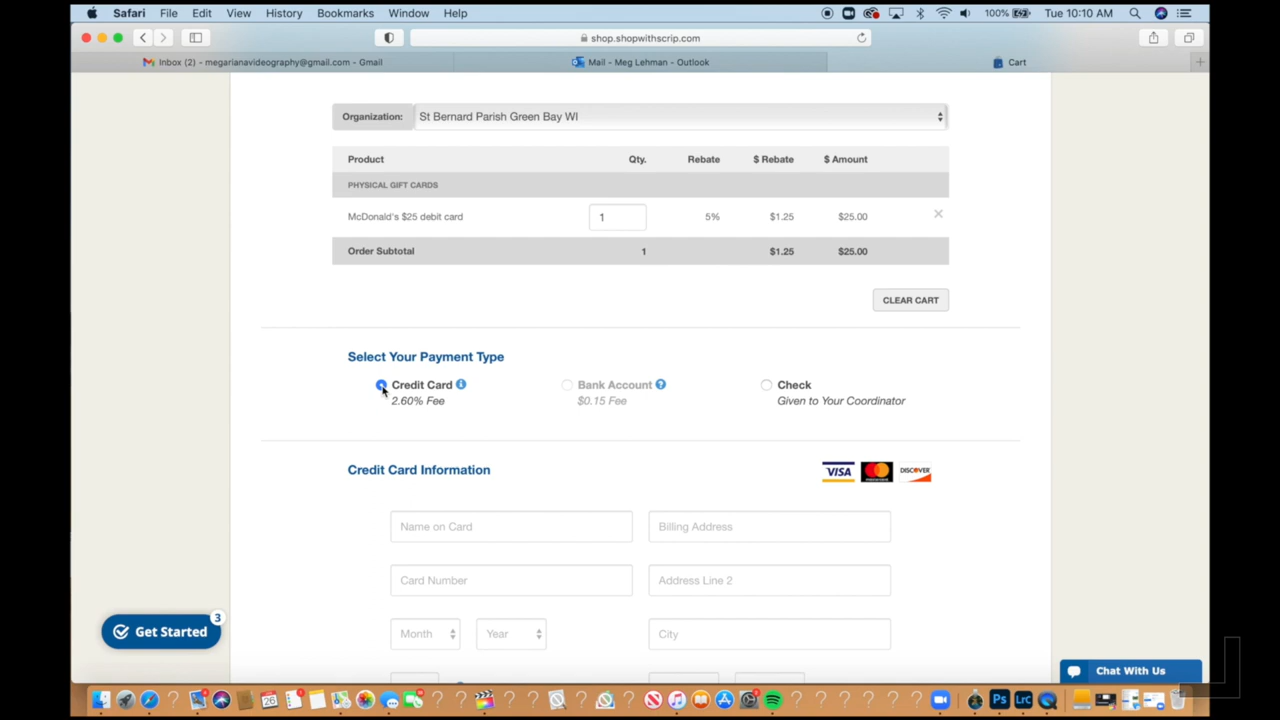 Safari File Edit View History Bookmarks Window Help 100% Tue 10:10 AM
shop.shopwithscrip.com
Inbox (2) - megarianavideography@gmail.com - Gmail Mail - Meg Lehman - Outlook Cart
Organization: St Bernard Parish Green Bay WI
Product Qty. Rebate $ Rebate $ Amount
PHYSICAL GIFT CARDS
McDonald's $25 debit card 1 5% $1.25 $25.00
Order Subtotal 1 $1.25 $25.00
CLEAR CART
Select Your Payment Type
Credit Card Bank Account ? Check
2.60% Fee $0.15 Fee Given to Your Coordinator
Credit Card Information VISA DISCOVER
Name on Card Billing Address
Card Number Address Line 2
3
Get Started Month Year City
Chat With Us
26 Ps LrC